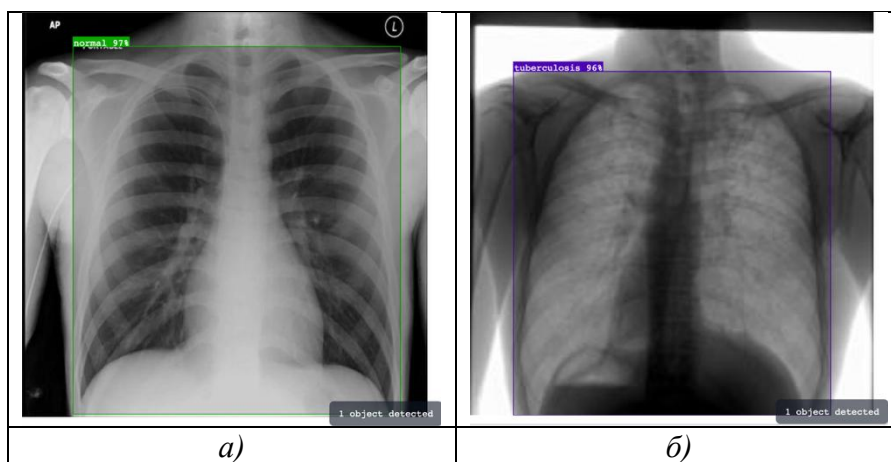 AP
L
normal 97%
tuberculosis 96%
1 object detected
1 object detected
а)
б)